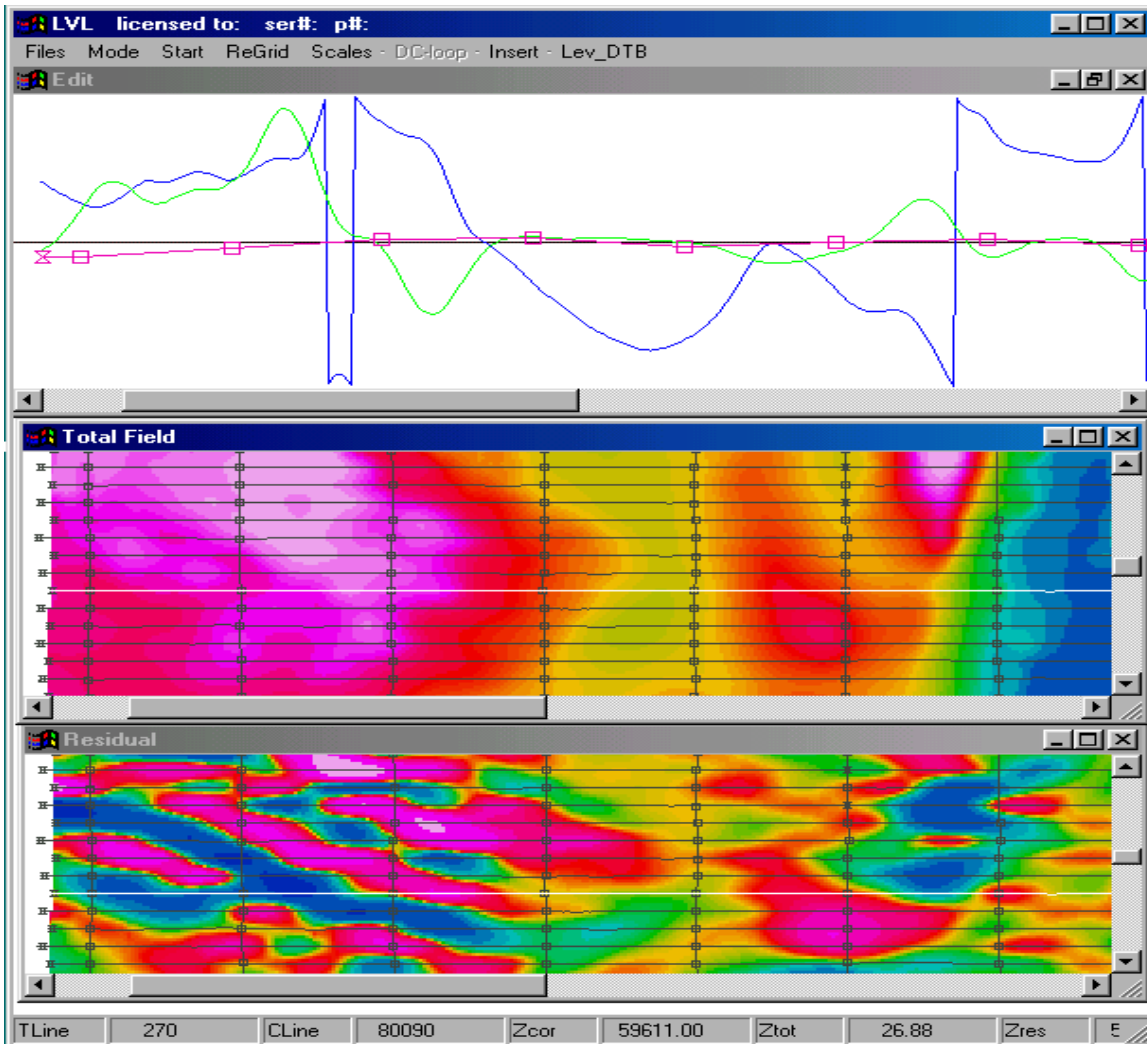 LVL licensed to: ser#: p#:
Files Mode Start ReGrid Scales - DC-loop - Insert - Lev_DTB
Edit
Total Field
Residual
TLine 270 CLine 80090 Zcor 59611.00 Ztot 26.88 Zres